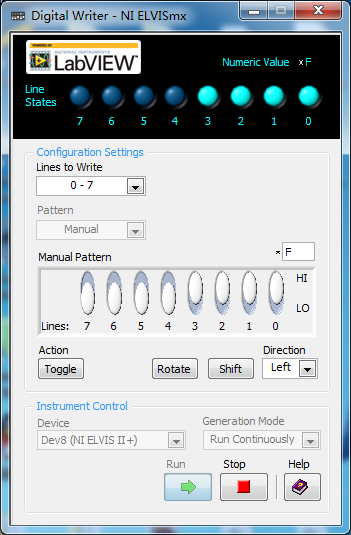 Digital Writer - NI ELVISmx
POWERED BY
NATIONAL INSTRUMENTS
LabVIEW™
Numeric Value x F
Line States
7 6 5 4 3 2 1 0
Configuration Settings
Lines to Write
0 - 7
Pattern
Manual
Manual Pattern
x F
HI
LO
Lines: 7 6 5 4 3 2 1 0
Action
Direction
Toggle Rotate Shift Left
Instrument Control
Device
Generation Mode
Dev8 (NI ELVIS II+)
Run Continuously
Run Stop Help